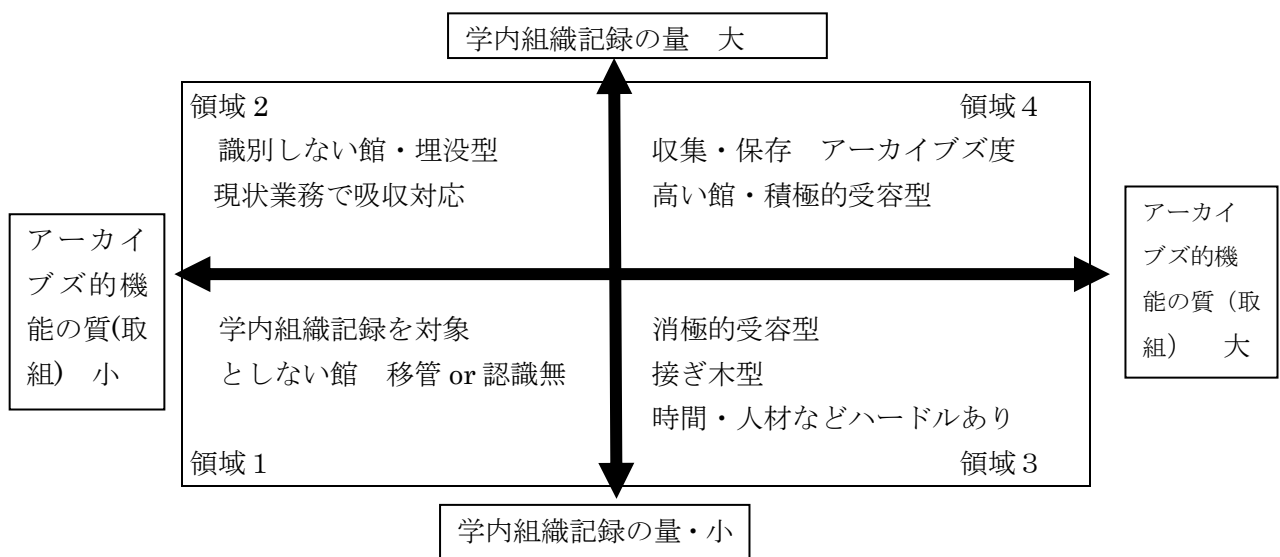 学内組織記録の量 大
領域 2
識別しない館・埋没型
現状業務で吸収対応
領域４
収集・保存 アーカイブズ度
高い館・積極的受容型
アーカイ
ブズ的機
能の質(取
組) 小
アーカイ
ブズ的機
能の質（取
組） 大
学内組織記録を対象
としない館 移管 or 認識無
領域１
消極的受容型
接ぎ木型
時間・人材などハードルあり
領域３
学内組織記録の量・小